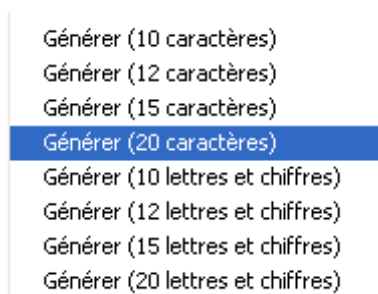 Générer (10 caractères)
Générer (12 caractères)
Générer (15 caractères)
Générer (20 caractères)
Générer (10 lettres et chiffres)
Générer (12 lettres et chiffres)
Générer (15 lettres et chiffres)
Générer (20 lettres et chiffres)